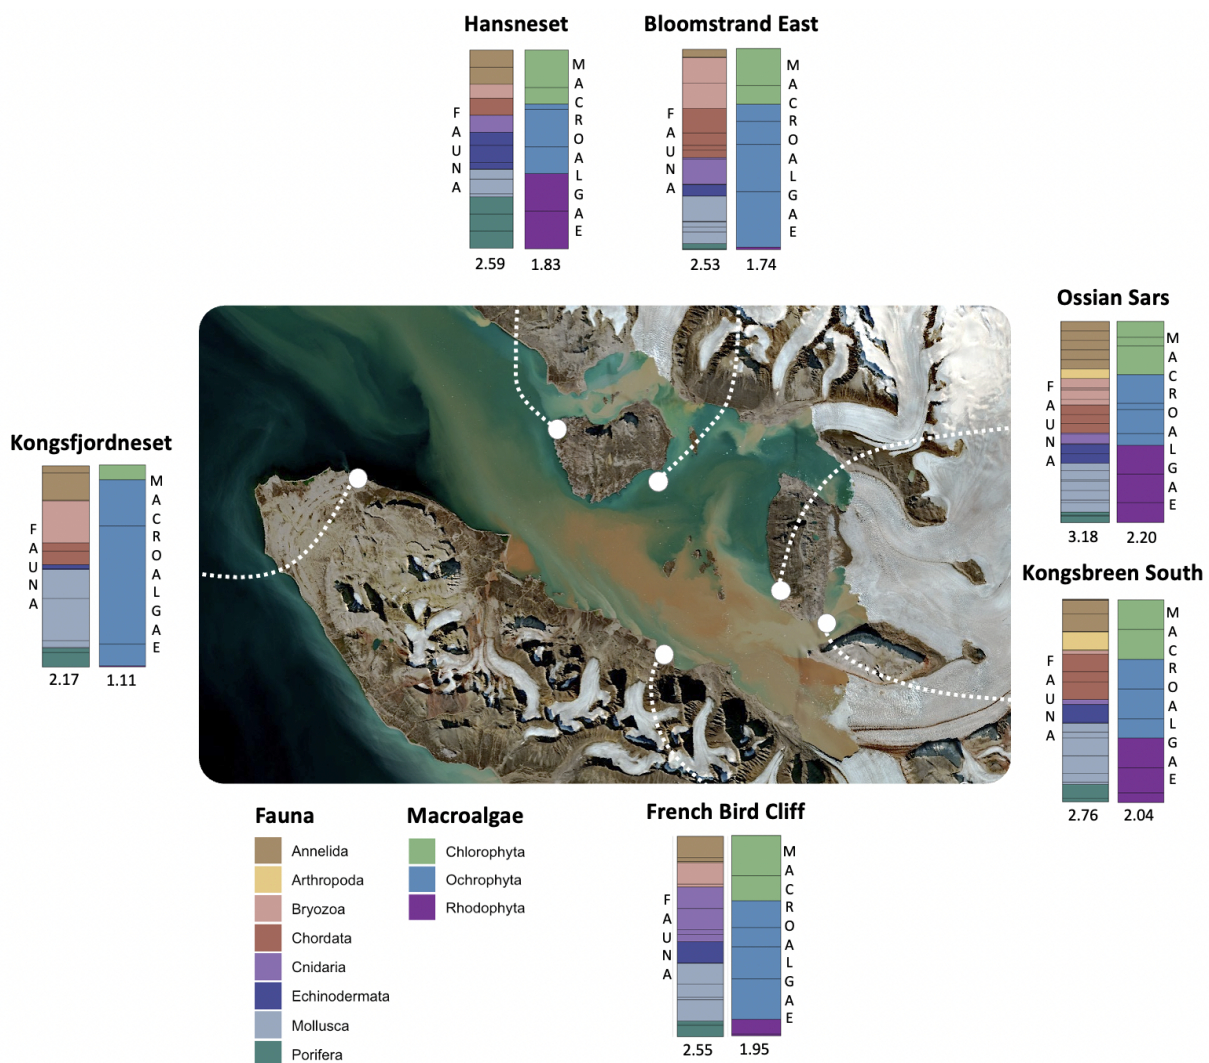 Hansneset
Bloomstrand East
FAUNA
MACROALGAE
FAUNA
MACROALGAE
2.59
1.83
2.53
1.74
Ossian Sars
FAUNA
MACROALGAE
3.18
2.20
Kongsfjordneset
FAUNA
MACROALGAE
2.17
1.11
Kongsbreen South
FAUNA
MACROALGAE
2.76
2.04
French Bird Cliff
FAUNA
MACROALGAE
2.55
1.95
Fauna
Annelida
Arthropoda
Bryozoa
Chordata
Cnidaria
Echinodermata
Mollusca
Porifera
Macroalgae
Chlorophyta
Ochrophyta
Rhodophyta